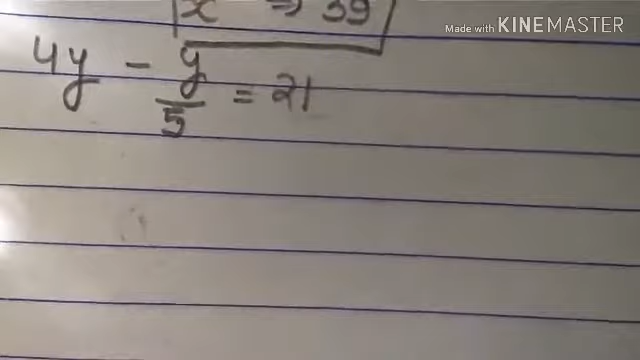 x ⇒ 39
4y - y/5 = 21
Made with KINEMASTER